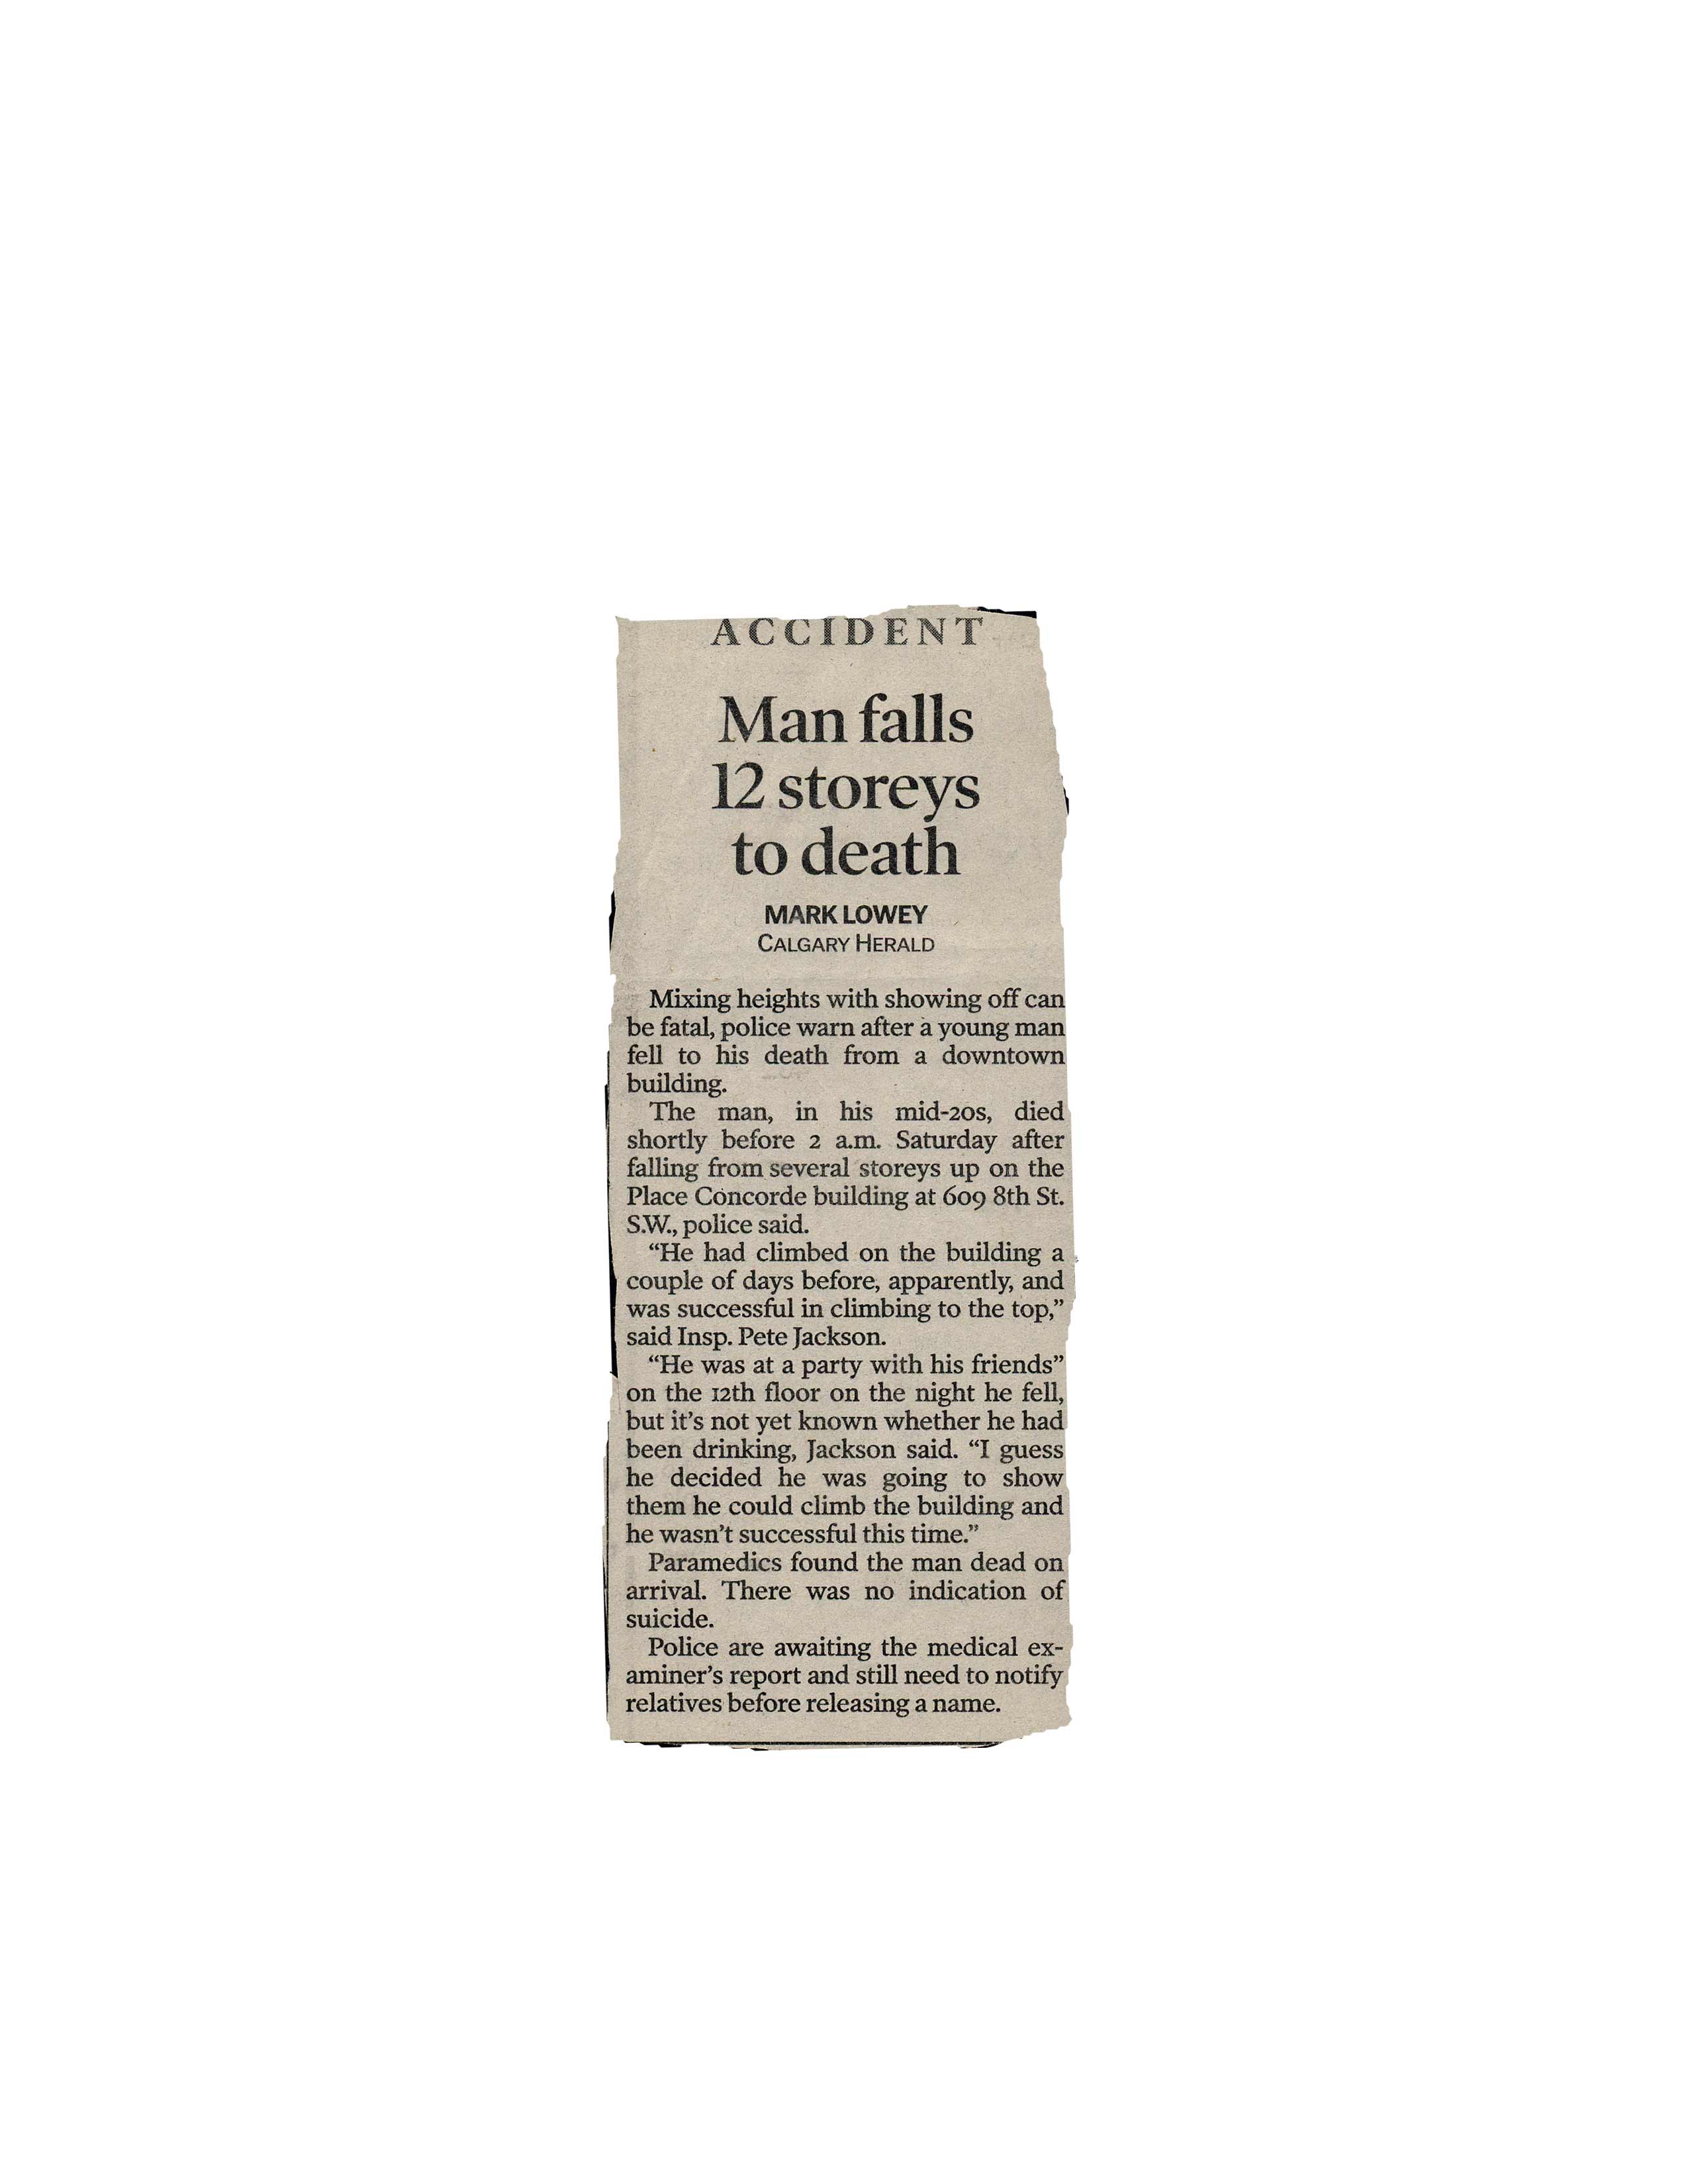 ACCIDENT
Man falls
12 storeys
to death
MARK LOWEY
CALGARY HERALD
Mixing heights with showing off can
be fatal, police warn after a young man
fell to his death from a downtown
building.
The man, in his mid-20s, died
shortly before 2 a.m. Saturday after
falling from several storeys up on the
Place Concorde building at 609 8th St.
S.W., police said.
“He had climbed on the building a
couple of days before, apparently, and
was successful in climbing to the top,”
said Insp. Pete Jackson.
“He was at a party with his friends”
on the 12th floor on the night he fell,
but it’s not yet known whether he had
been drinking, Jackson said. “I guess
he decided he was going to show
them he could climb the building and
he wasn’t successful this time.”
Paramedics found the man dead on
arrival. There was no indication of
suicide.
Police are awaiting the medical ex-
aminer’s report and still need to notify
relatives before releasing a name.